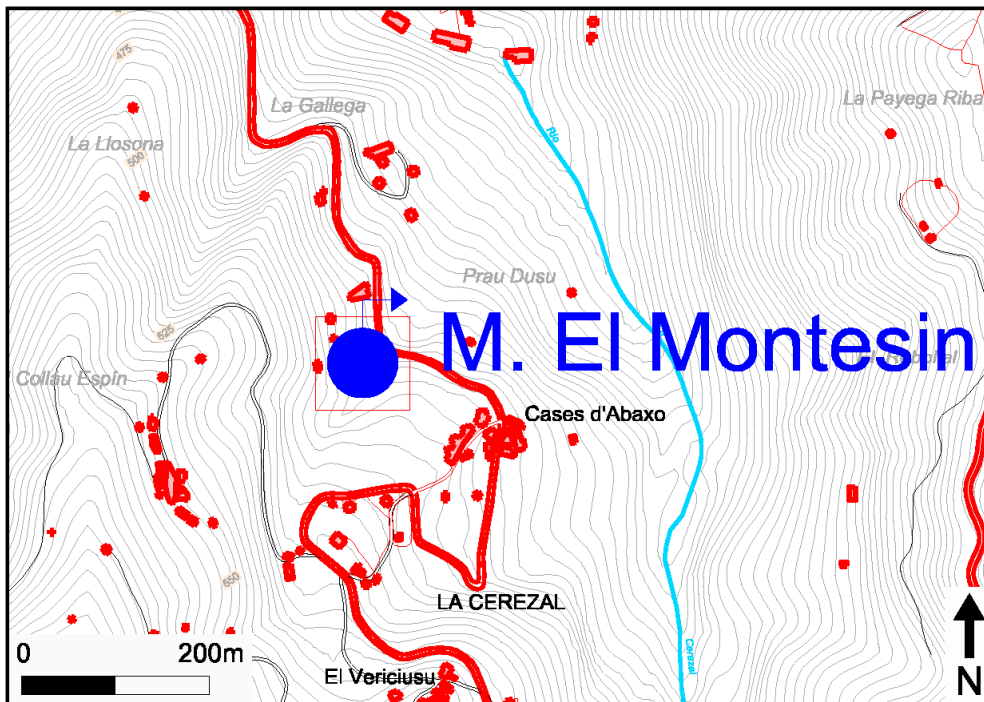 475
La Gallega
La Payega Riba
La Llosona
Río
500
Prau Dusu
625
M. El Montesin
Collau Espín
Cases d'Abaxo
LA CEREZAL
550
Cerezal
0 200m
El Vericiusu
N